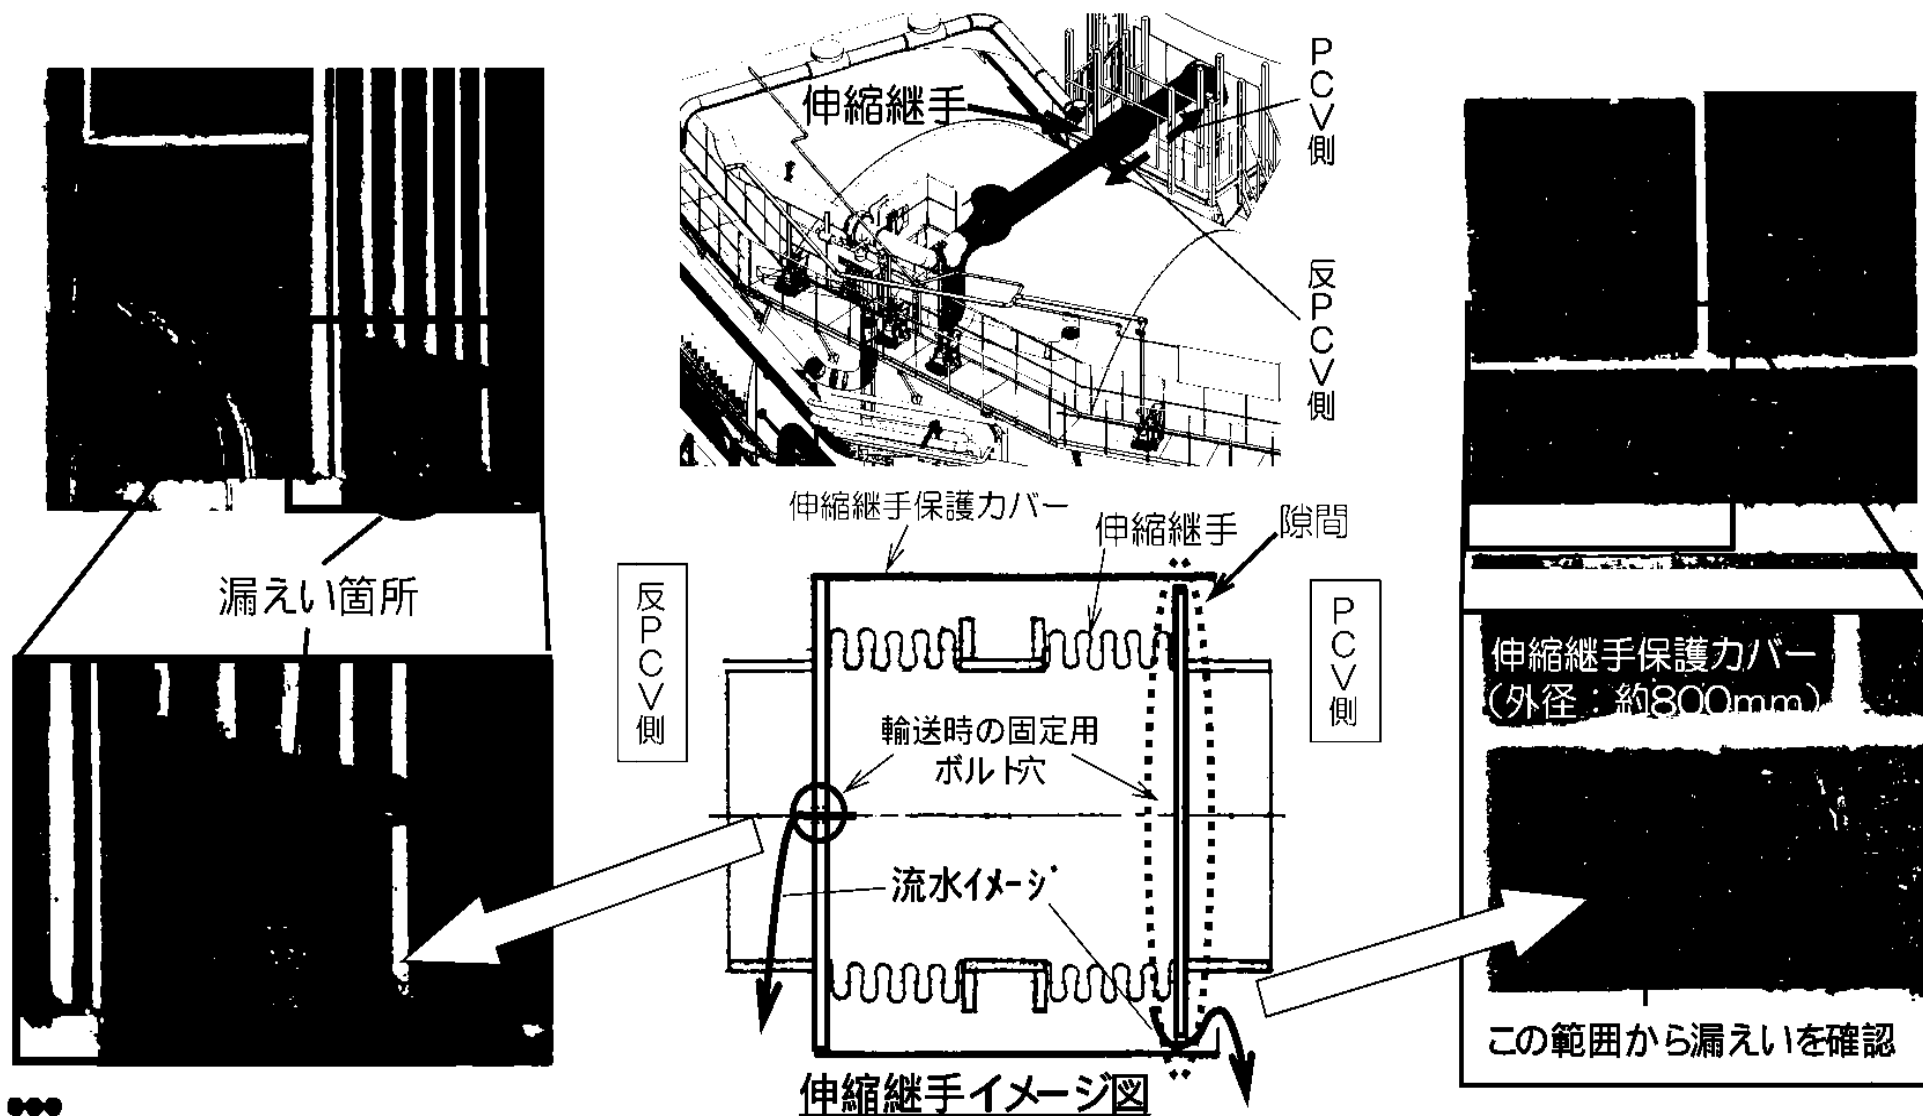 伸縮継手
PCV側
反PCV側
漏えい箇所
伸縮継手保護カバー
伸縮継手
隙間
反PCV側
PCV側
輸送時の固定用
ボルト穴
流水イメージ
伸縮継手イメージ図
伸縮継手保護カバー
(外径：約800mm)
この範囲から漏えいを確認